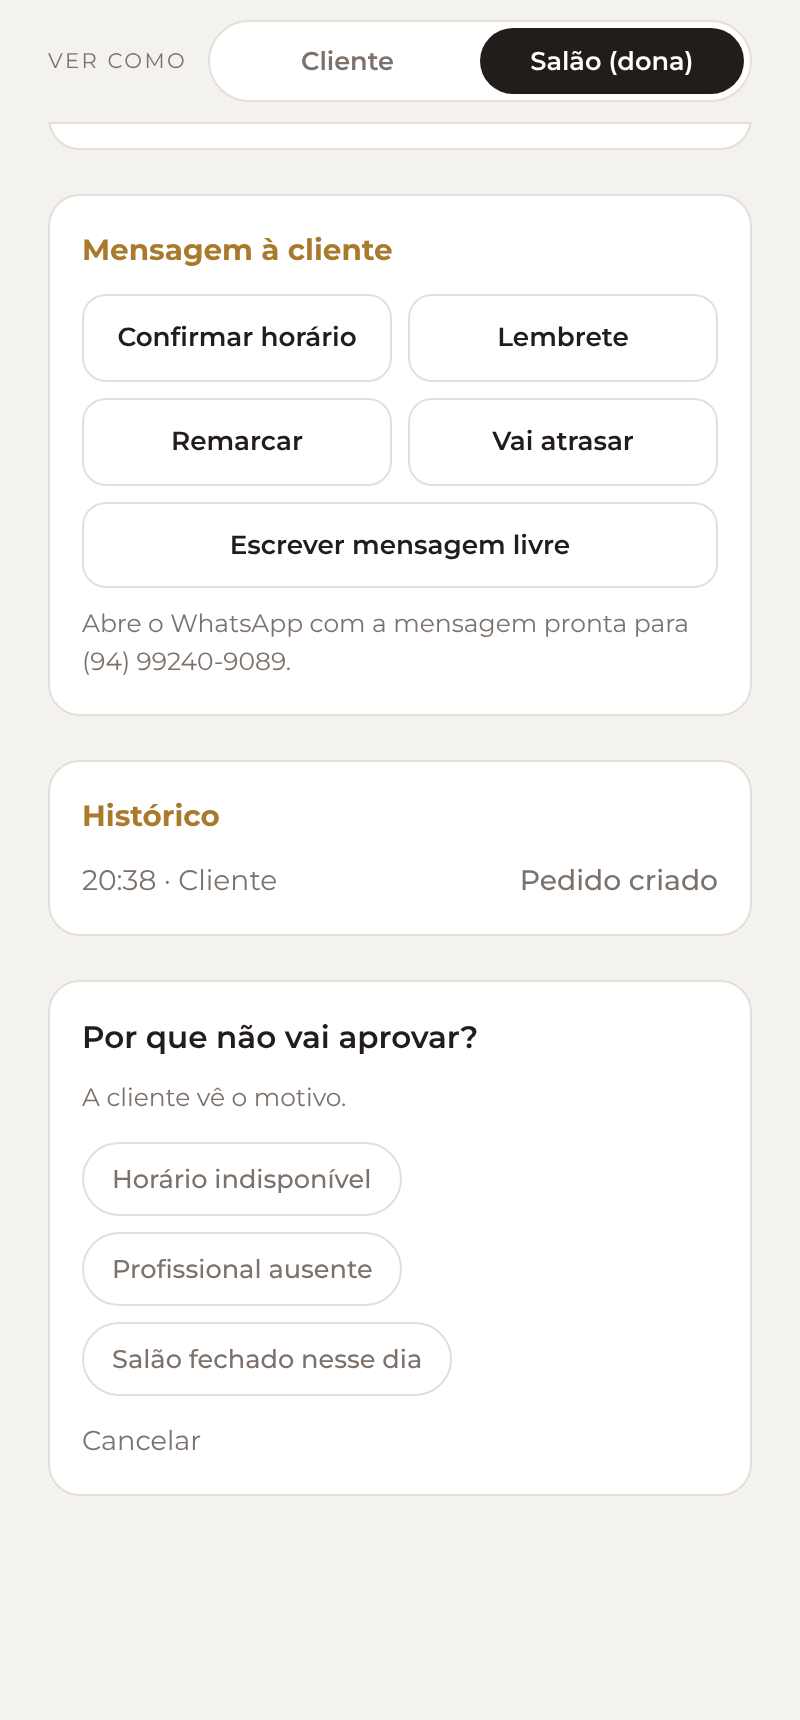 VER COMO
Cliente
Salão (dona)
Mensagem à cliente
Confirmar horário
Lembrete
Remarcar
Vai atrasar
Escrever mensagem livre
Abre o WhatsApp com a mensagem pronta para
(94) 99240-9089.
Histórico
20:38 · Cliente
Pedido criado
Por que não vai aprovar?
A cliente vê o motivo.
Horário indisponível
Profissional ausente
Salão fechado nesse dia
Cancelar